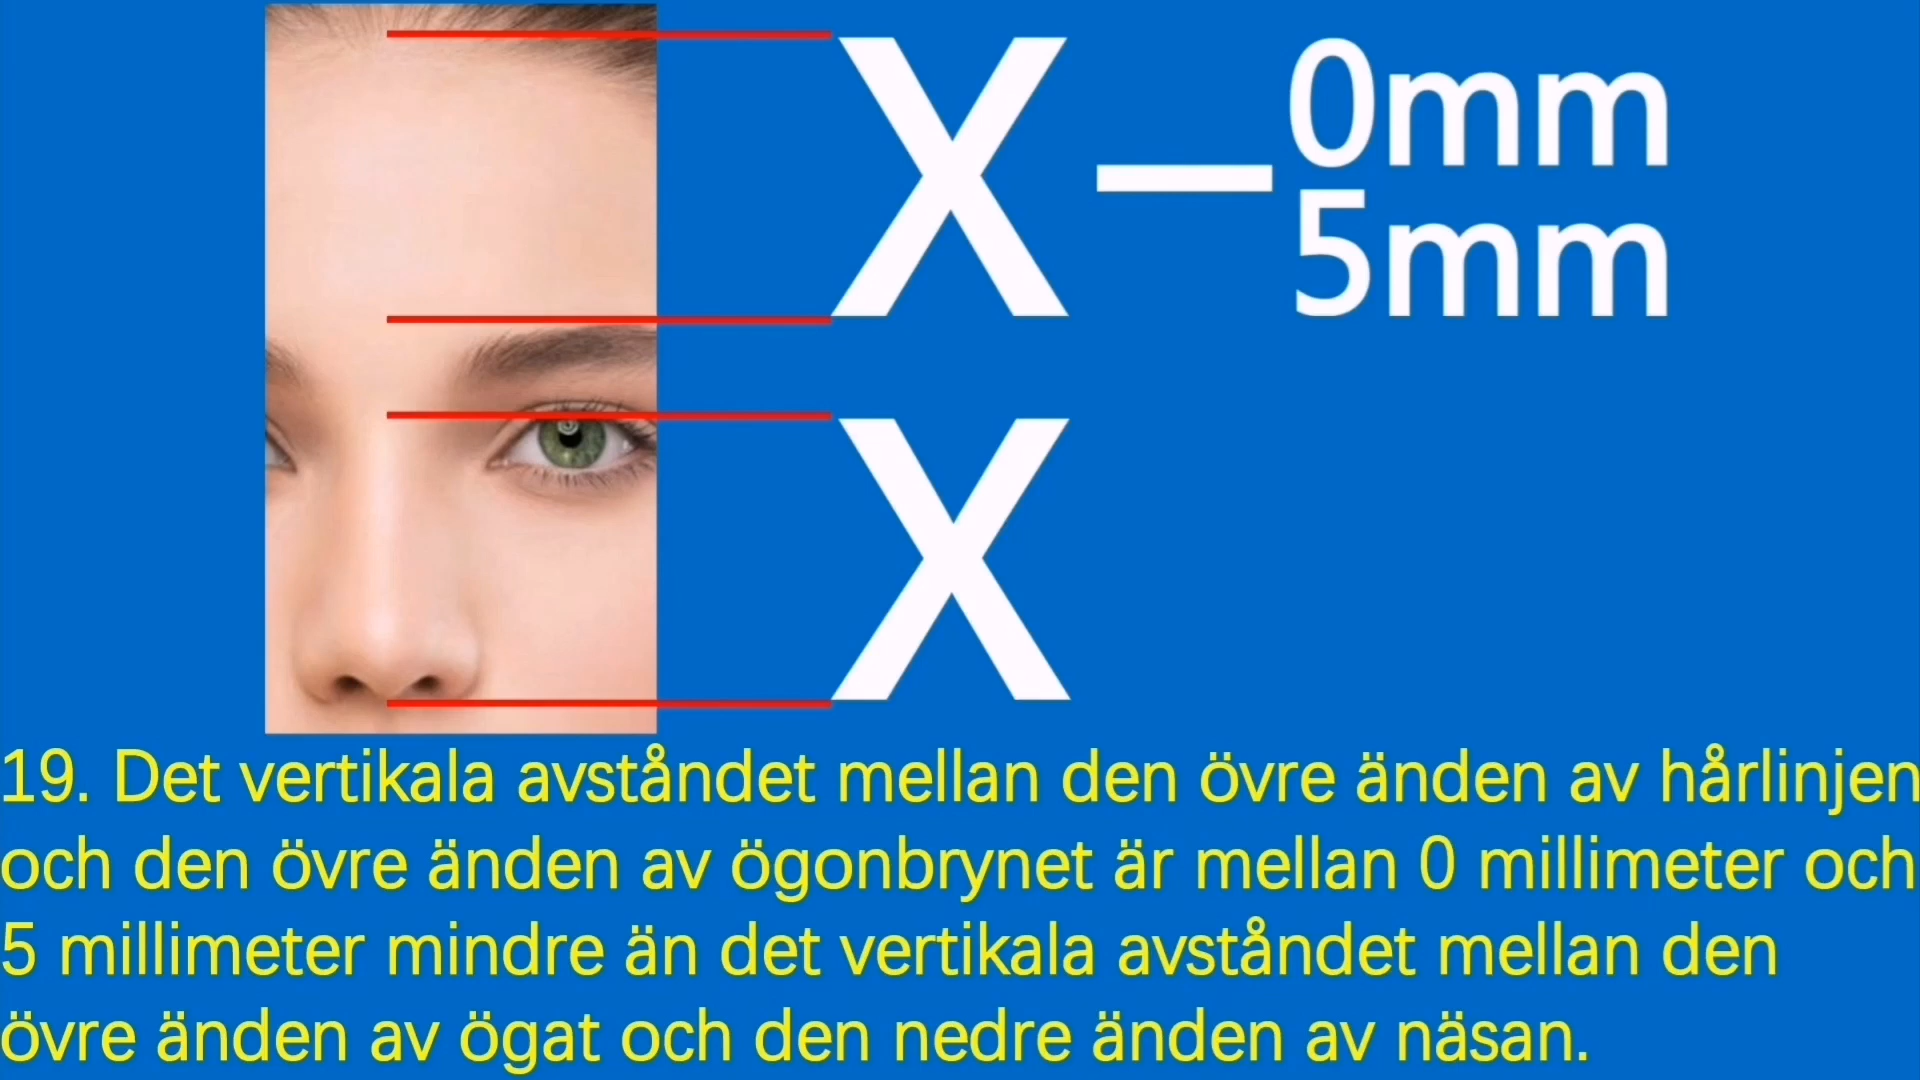 X – 0mm
5mm
X
19. Det vertikala avståndet mellan den övre änden av hårlinjen
och den övre änden av ögonbrynet är mellan 0 millimeter och
5 millimeter mindre än det vertikala avståndet mellan den
övre änden av ögat och den nedre änden av näsan.